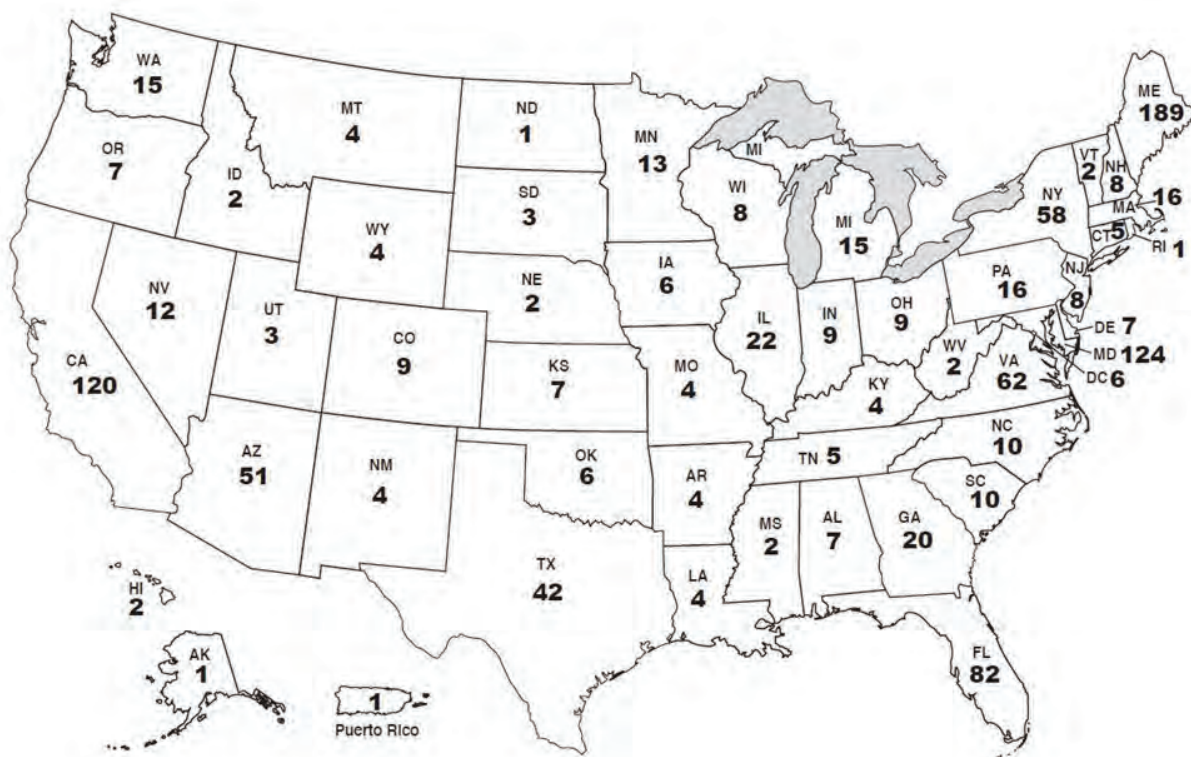 WA
15
MT
4
ND
1
MN
13
MI
ME
189
OR
7
ID
2
SD
3
WI
8
MI
15
NY
58
VT
2
NH
8
16
MA
CT
5
RI 1
WY
4
NV
12
UT
3
CO
9
NE
2
IA
6
IL
22
IN
9
OH
9
PA
16
NJ
8
DE 7
MD 124
DC 6
CA
120
KS
7
MO
4
KY
4
WV
2
VA
62
AZ
51
NM
4
OK
6
AR
4
TN 5
NC
10
SC
10
MS
2
AL
7
GA
20
TX
42
LA
4
FL
82
HI
2
AK
1
1
Puerto Rico